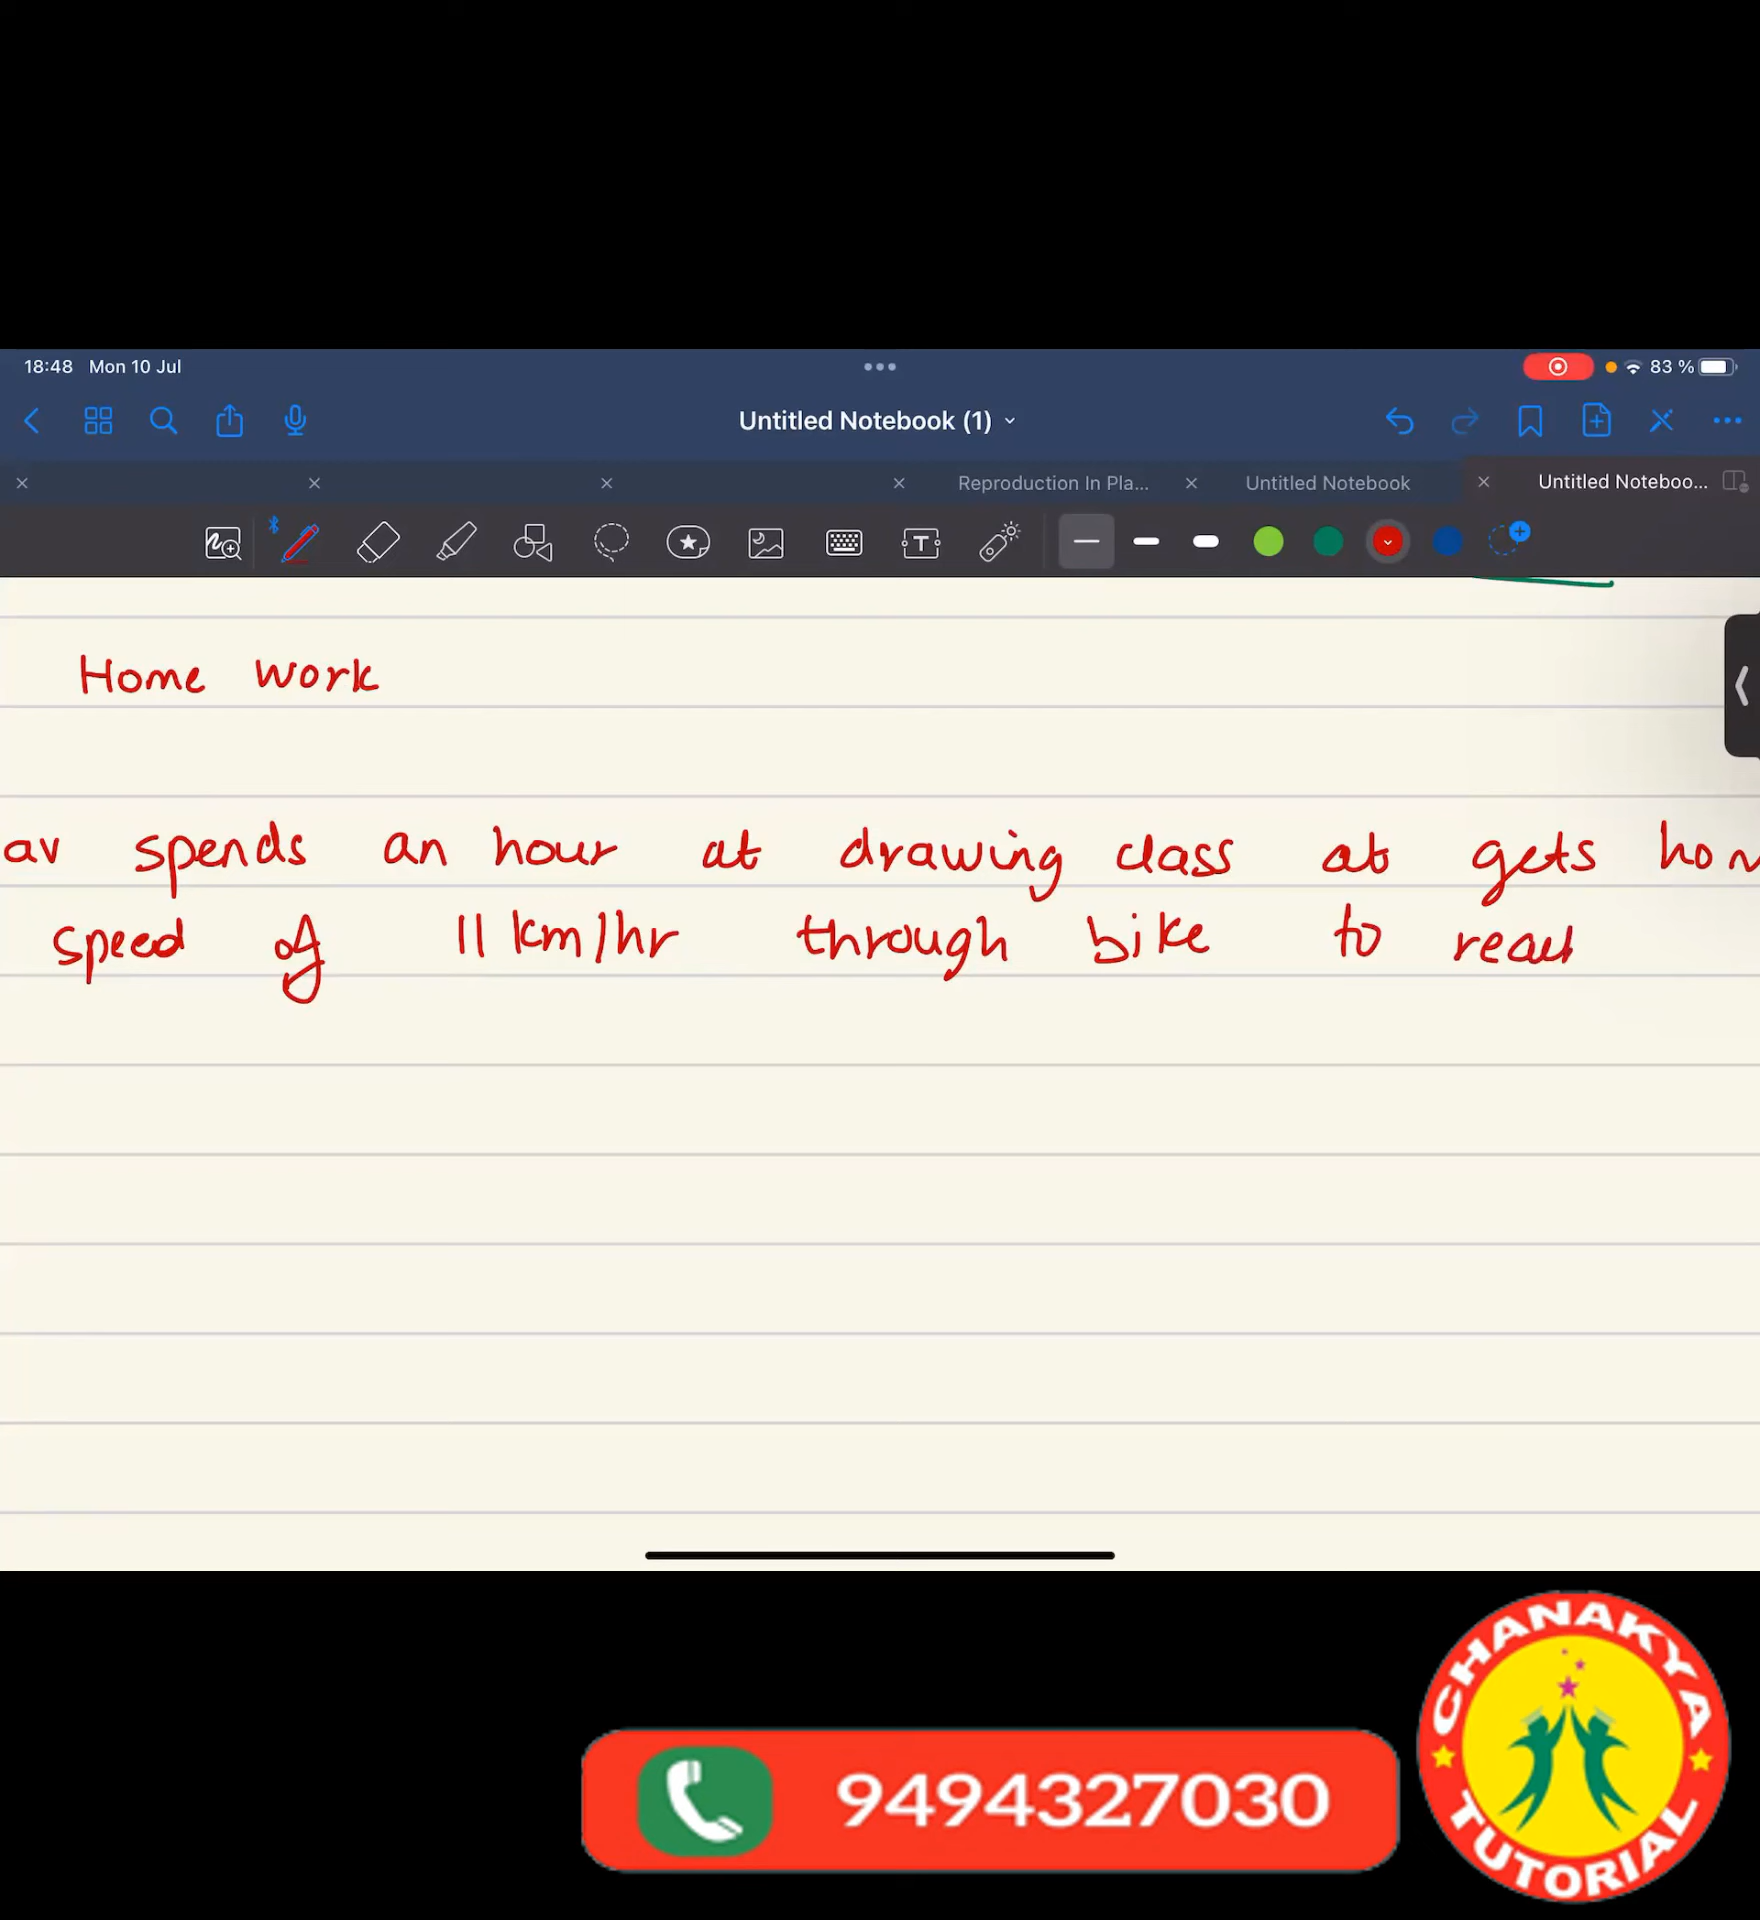 18:48 Mon 10 Jul
83 %
Untitled Notebook (1)
Reproduction In Pla... Untitled Notebook Untitled Noteboo...
Home work
av spends an hour at drawing class at gets hom
speed of 11 km/hr through bike to reach
9494327030
CHANAKYA
TUTORIAL